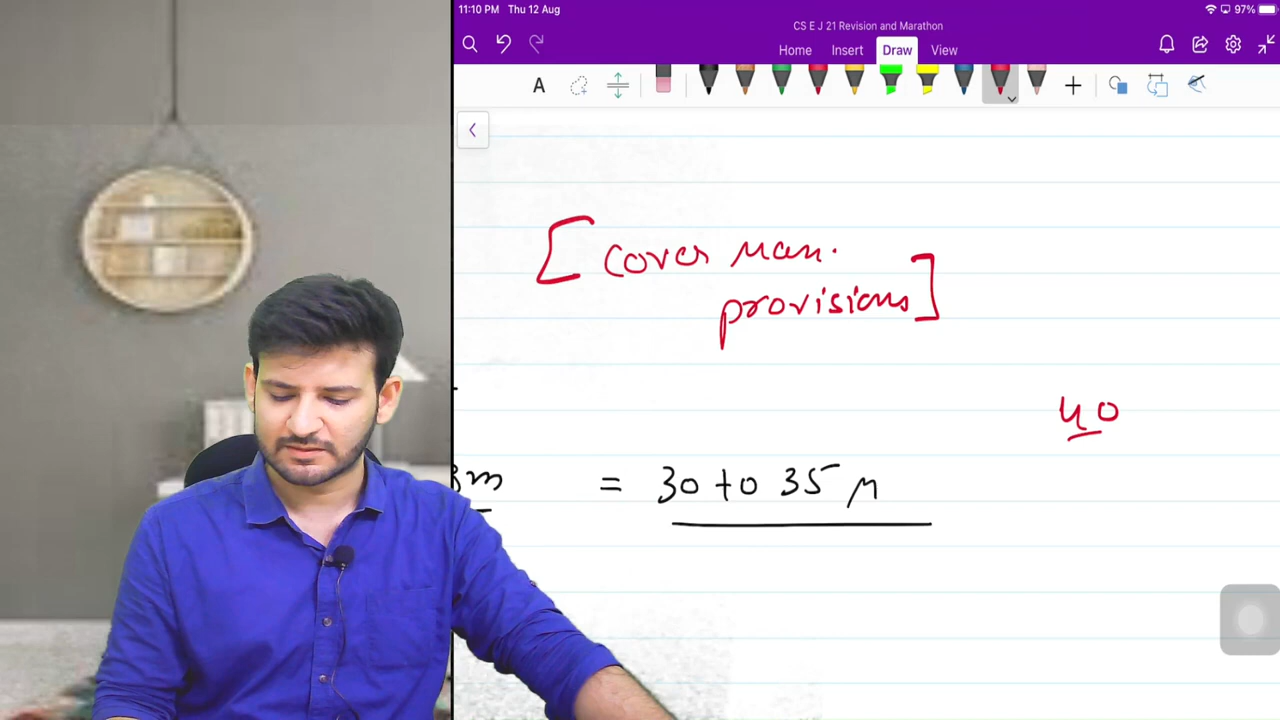 11:10 PM Thu 12 Aug
97%
CS E J 21 Revision and Marathon
Home Insert Draw View
A
[cover man.
provisions]
40
3m = 30 to 35 M